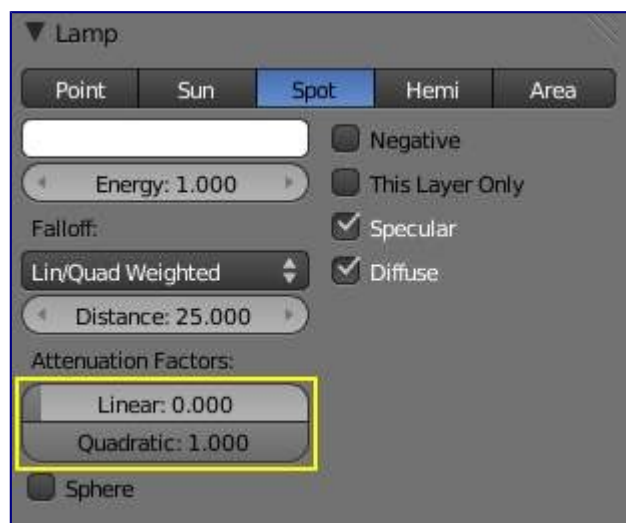 Lamp
Point Sun Spot Hemi Area
Negative
Energy: 1.000 This Layer Only
Falloff: Specular
Lin/Quad Weighted Diffuse
Distance: 25.000
Attenuation Factors:
Linear: 0.000
Quadratic: 1.000
Sphere